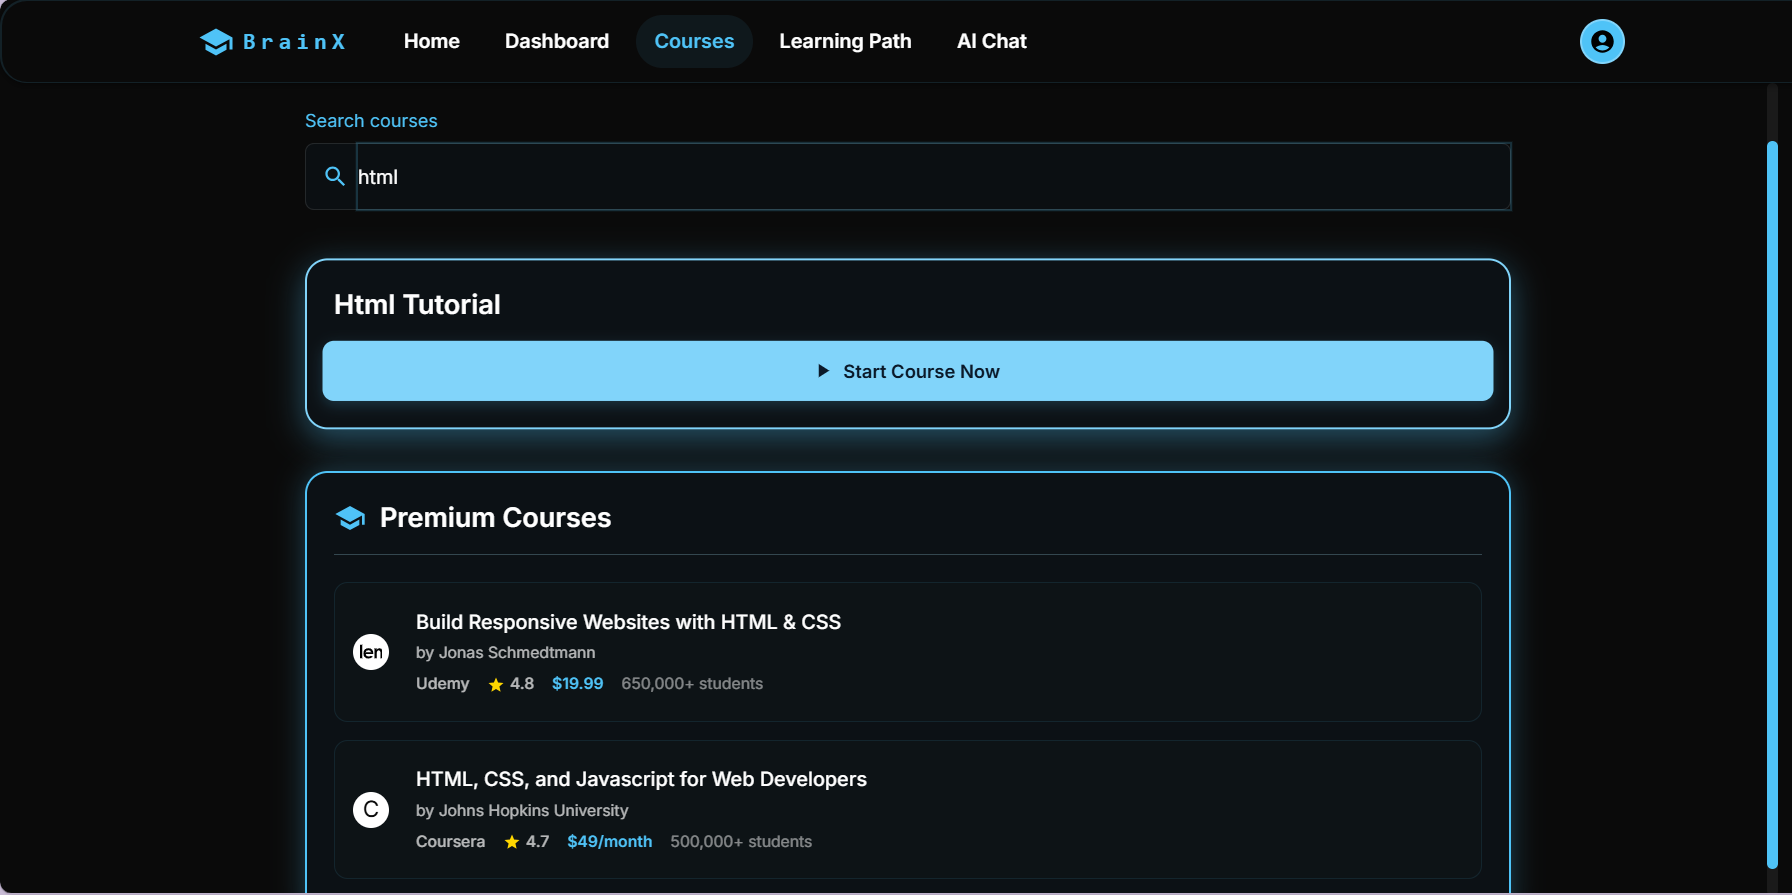 BrainX Home Dashboard Courses Learning Path AI Chat
Search courses
html
Html Tutorial
Start Course Now
Premium Courses
Build Responsive Websites with HTML & CSS
by Jonas Schmedtmann
len
Udemy 4.8 $19.99 650,000+ students
HTML, CSS, and Javascript for Web Developers
by Johns Hopkins University
C
Coursera 4.7 $49/month 500,000+ students